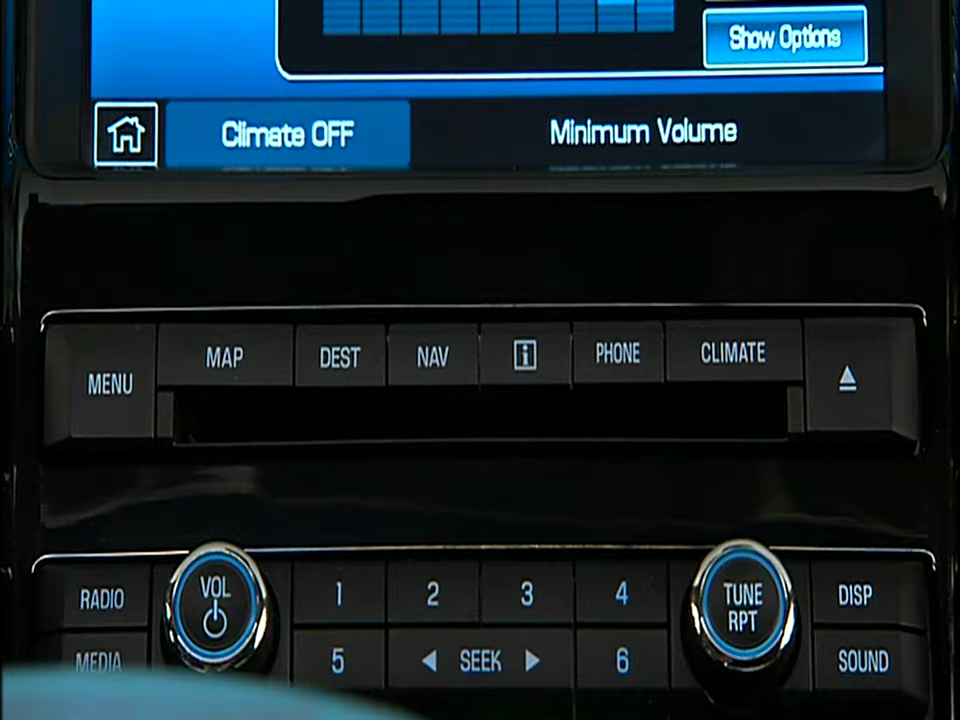 Show Options
Climate OFF
Minimum Volume
MENU
MAP
DEST
NAV
i
PHONE
CLIMATE
RADIO
VOL
1
2
3
4
TUNE
RPT
DISP
MEDIA
5
SEEK
6
SOUND